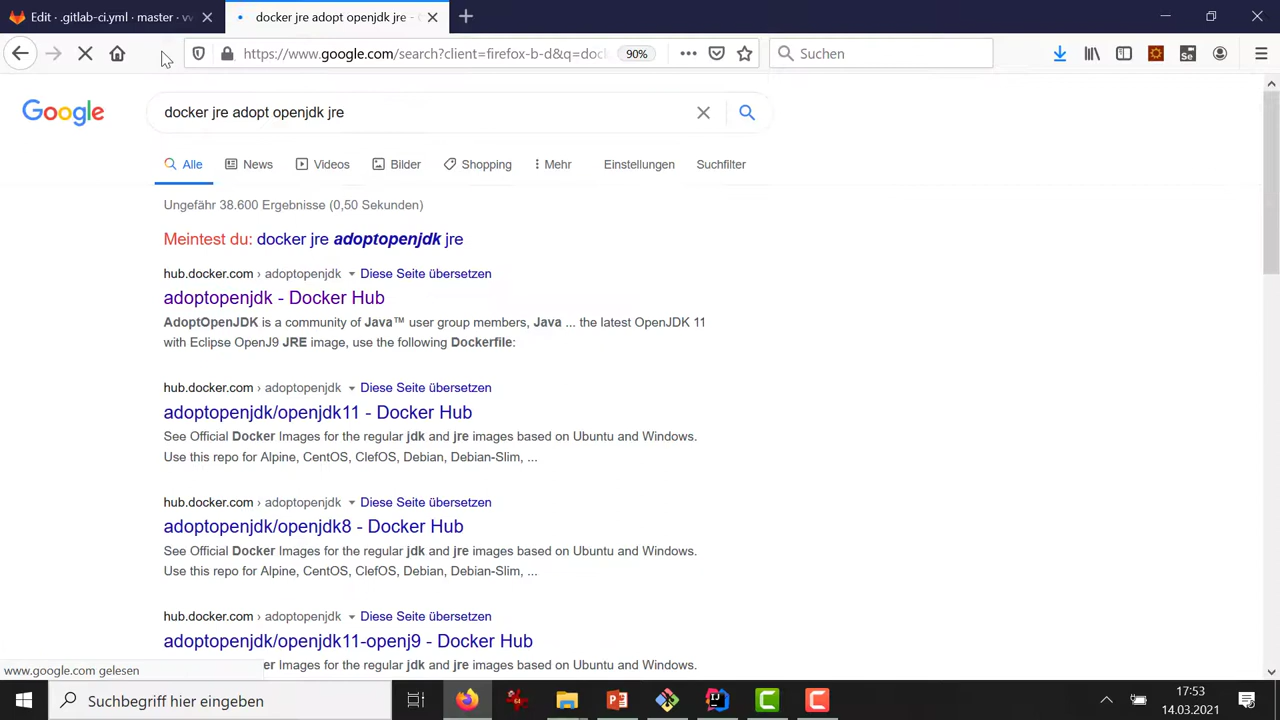 Edit · .gitlab-ci.yml · master · vv
docker jre adopt openjdk jre -
https://www.google.com/search?client=firefox-b-d&q=doc
90%
Suchen
Google
docker jre adopt openjdk jre
Alle
News
Videos
Bilder
Shopping
Mehr
Einstellungen
Suchfilter
Ungefähr 38.600 Ergebnisse (0,50 Sekunden)
Meintest du: docker jre adoptopenjdk jre
hub.docker.com › adoptopenjdk Diese Seite übersetzen
adoptopenjdk - Docker Hub
AdoptOpenJDK is a community of Java™ user group members, Java ... the latest OpenJDK 11
with Eclipse OpenJ9 JRE image, use the following Dockerfile:
hub.docker.com › adoptopenjdk Diese Seite übersetzen
adoptopenjdk/openjdk11 - Docker Hub
See Official Docker Images for the regular jdk and jre images based on Ubuntu and Windows.
Use this repo for Alpine, CentOS, ClefOS, Debian, Debian-Slim, ...
hub.docker.com › adoptopenjdk Diese Seite übersetzen
adoptopenjdk/openjdk8 - Docker Hub
See Official Docker Images for the regular jdk and jre images based on Ubuntu and Windows.
Use this repo for Alpine, CentOS, ClefOS, Debian, Debian-Slim, ...
hub.docker.com › adoptopenjdk Diese Seite übersetzen
adoptopenjdk/openjdk11-openj9 - Docker Hub
er Images for the regular jdk and jre images based on Ubuntu and Windows.
www.google.com gelesen
Suchbegriff hier eingeben
17:53
14.03.2021